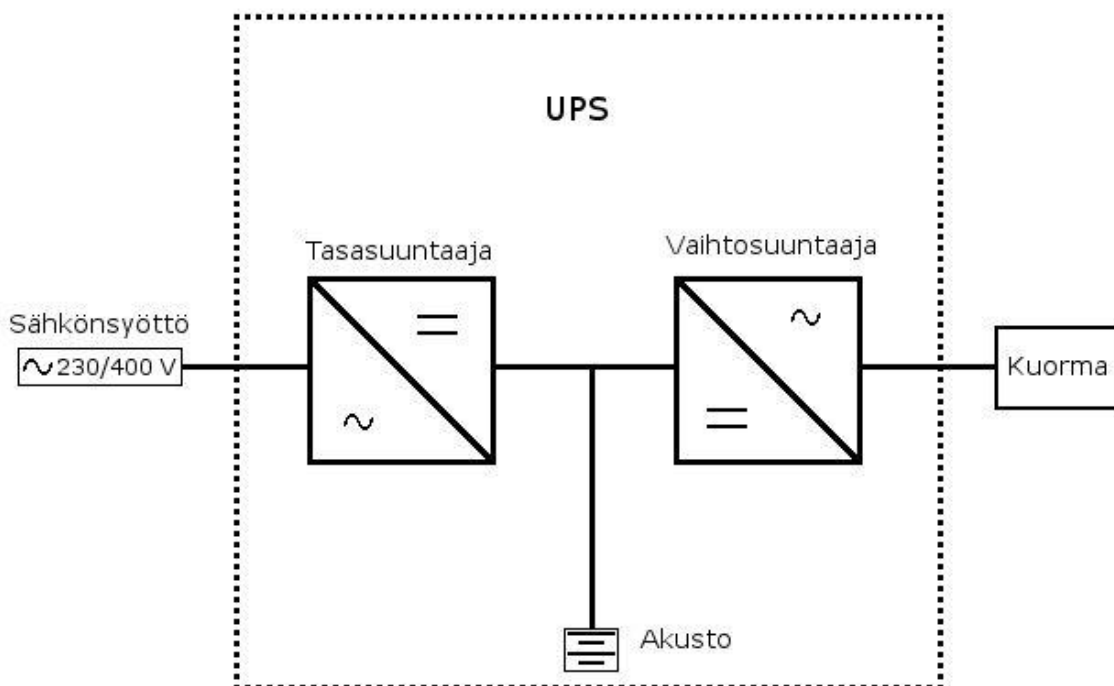 UPS
Tasasuuntaaja
Vaihtosuuntaaja
Sähkönsyöttö
~230/400 V
Kuorma
Akusto